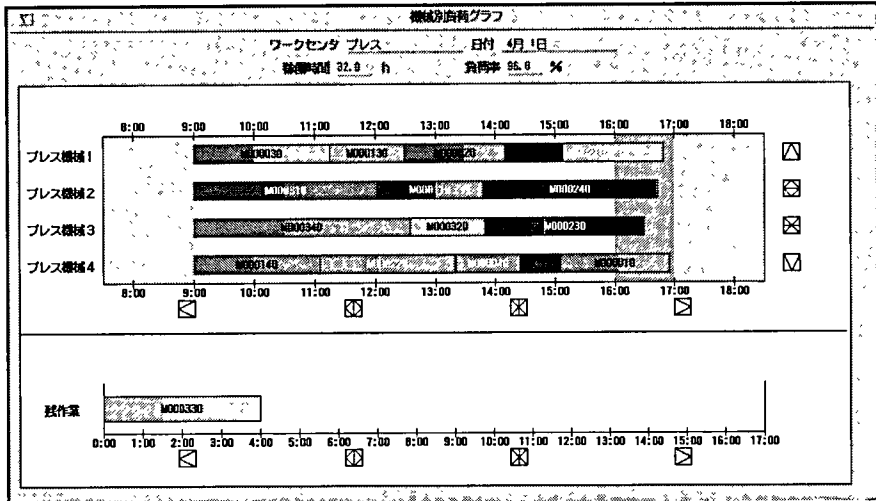 機械別負荷グラフ
ワークセンタ プレス 日付 4月 1日
稼働時間 32.0 h 負荷率 96.0 %
8:00 9:00 10:00 11:00 12:00 13:00 14:00 15:00 16:00 17:00 18:00
プレス機械1 M000030 M000130
プレス機械2 M000310 M000240
プレス機械3 M000340 M000320 M000230
プレス機械4 M000140 M000010
8:00 9:00 10:00 11:00 12:00 13:00 14:00 15:00 16:00 17:00 18:00
残作業 M000330
0:00 1:00 2:00 3:00 4:00 5:00 6:00 7:00 8:00 9:00 10:00 11:00 12:00 13:00 14:00 15:00 16:00 17:00